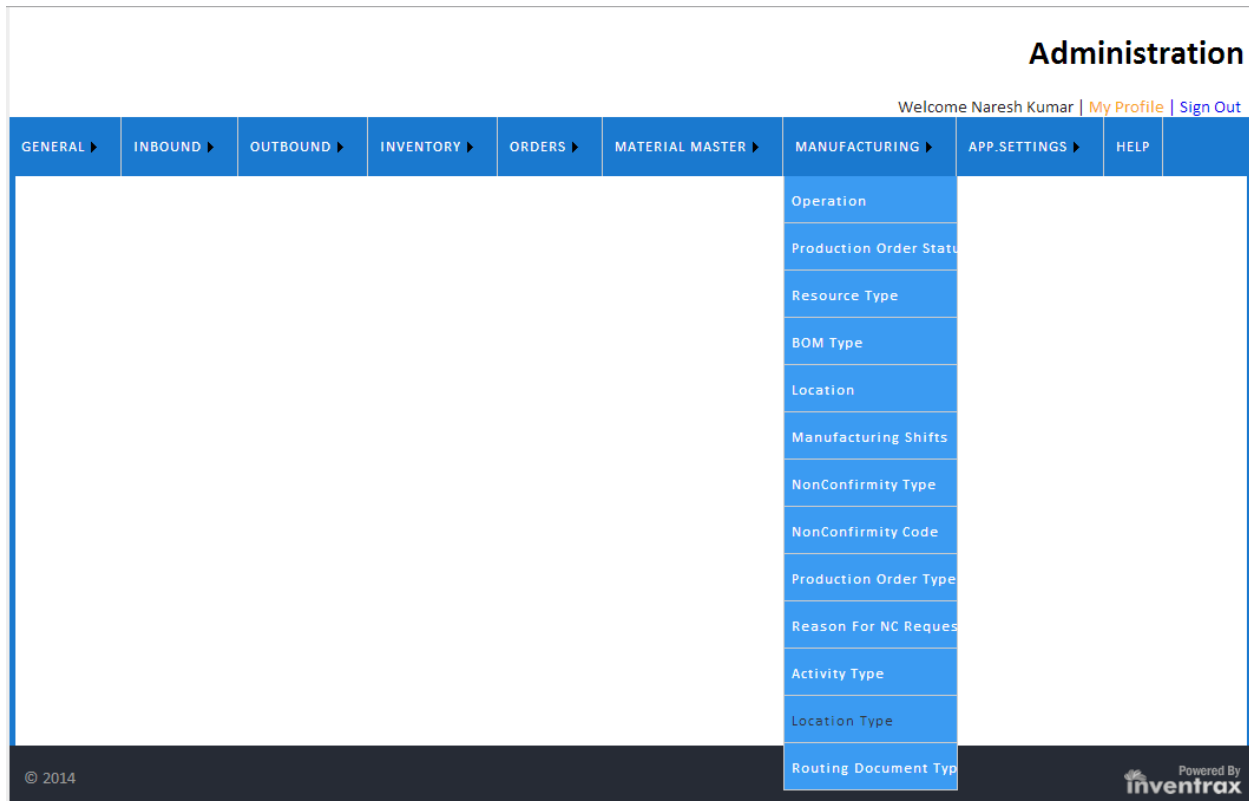 Administration
Welcome Naresh Kumar | My Profile | Sign Out
GENERAL INBOUND OUTBOUND INVENTORY ORDERS MATERIAL MASTER MANUFACTURING APP.SETTINGS HELP
Operation
Production Order Statu
Resource Type
BOM Type
Location
Manufacturing Shifts
NonConfirmity Type
NonConfirmity Code
Production Order Type
Reason For NC Reques
Activity Type
Location Type
Routing Document Typ
© 2014
Powered By
inventrax